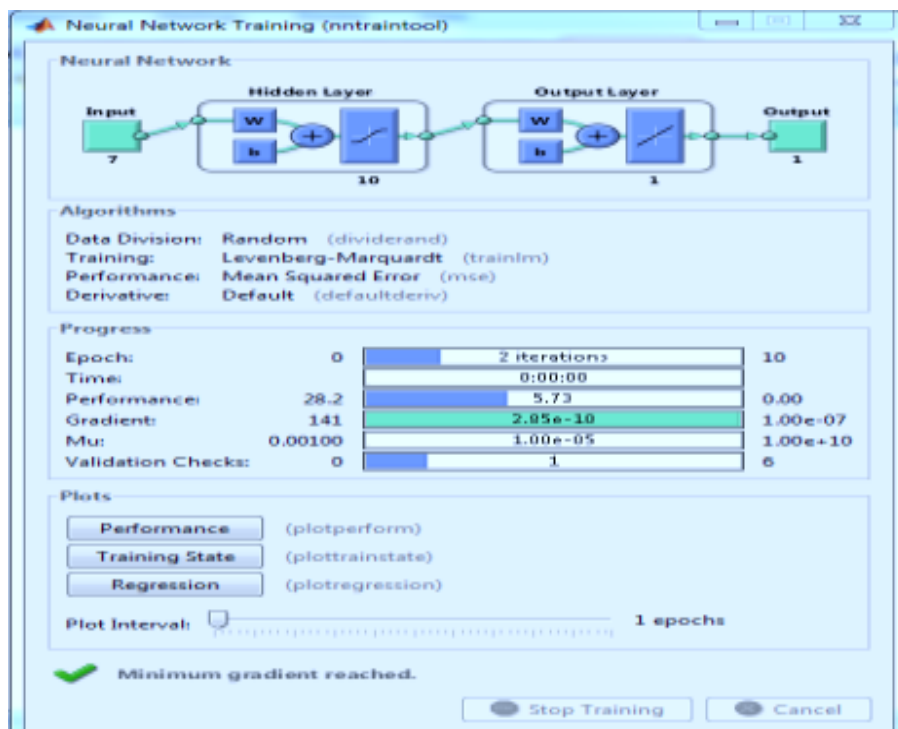 Neural Network Training (nntraintool)
Neural Network
Hidden Layer Output Layer
Input Output
W W
b b
7 1
10 1
Algorithms
Data Division: Random (dividerand)
Training: Levenberg-Marquardt (trainlm)
Performance: Mean Squared Error (mse)
Derivative: Default (defaultderiv)
Progress
Epoch: 0 2 iterations 10
Time: 0:00:00
Performance: 28.2 5.73 0.00
Gradient: 141 2.85e-10 1.00e-07
Mu: 0.00100 1.00e-05 1.00e+10
Validation Checks: 0 1 6
Plots
Performance (plotperform)
Training State (plottrainstate)
Regression (plotregression)
Plot Interval: 1 epochs
Minimum gradient reached.
Stop Training Cancel